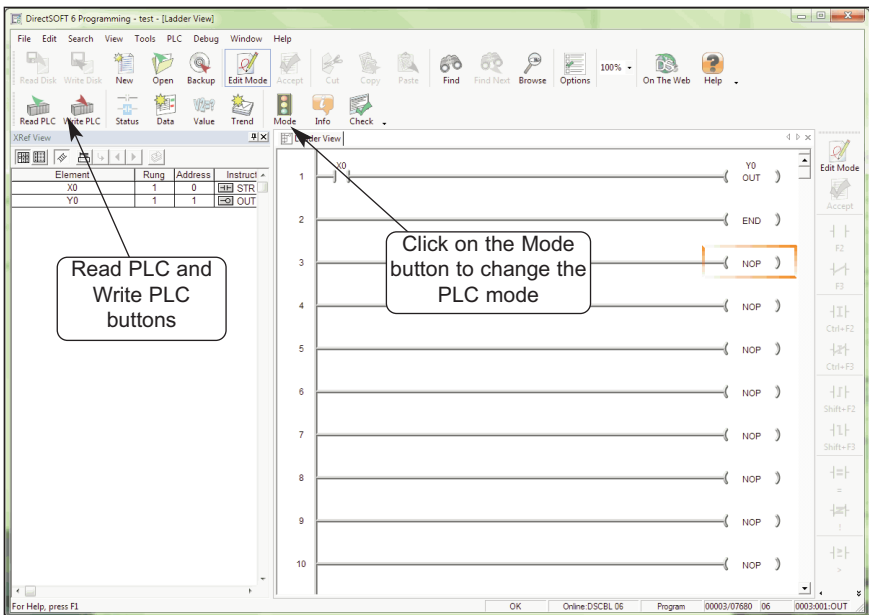 DirectSOFT 6 Programming - test - [Ladder View]
File Edit Search View Tools PLC Debug Window Help
Read Disk Write Disk New Open Backup Edit Mode Accept Cut Copy Paste Find Find Next Browse Options 100% On The Web Help
Read PLC Write PLC Status Data Value Trend Mode Info Check
XRef View
Ladder View
Element Rung Address Instruct
X0 1 0 STR
Y0 1 1 OUT
Read PLC and
Write PLC
buttons
Click on the Mode
button to change the
PLC mode
X0 Y0
1 OUT
2 END
3 NOP
4 NOP
5 NOP
6 NOP
7 NOP
8 NOP
9 NOP
10 NOP
Edit Mode
Accept
F2
F3
Ctrl+F2
Ctrl+F3
Shift+F2
Shift+F3
=
!
>
For Help, press F1
OK Online:DSCBL 06 Program 00003/07680 06 0003:001:OUT